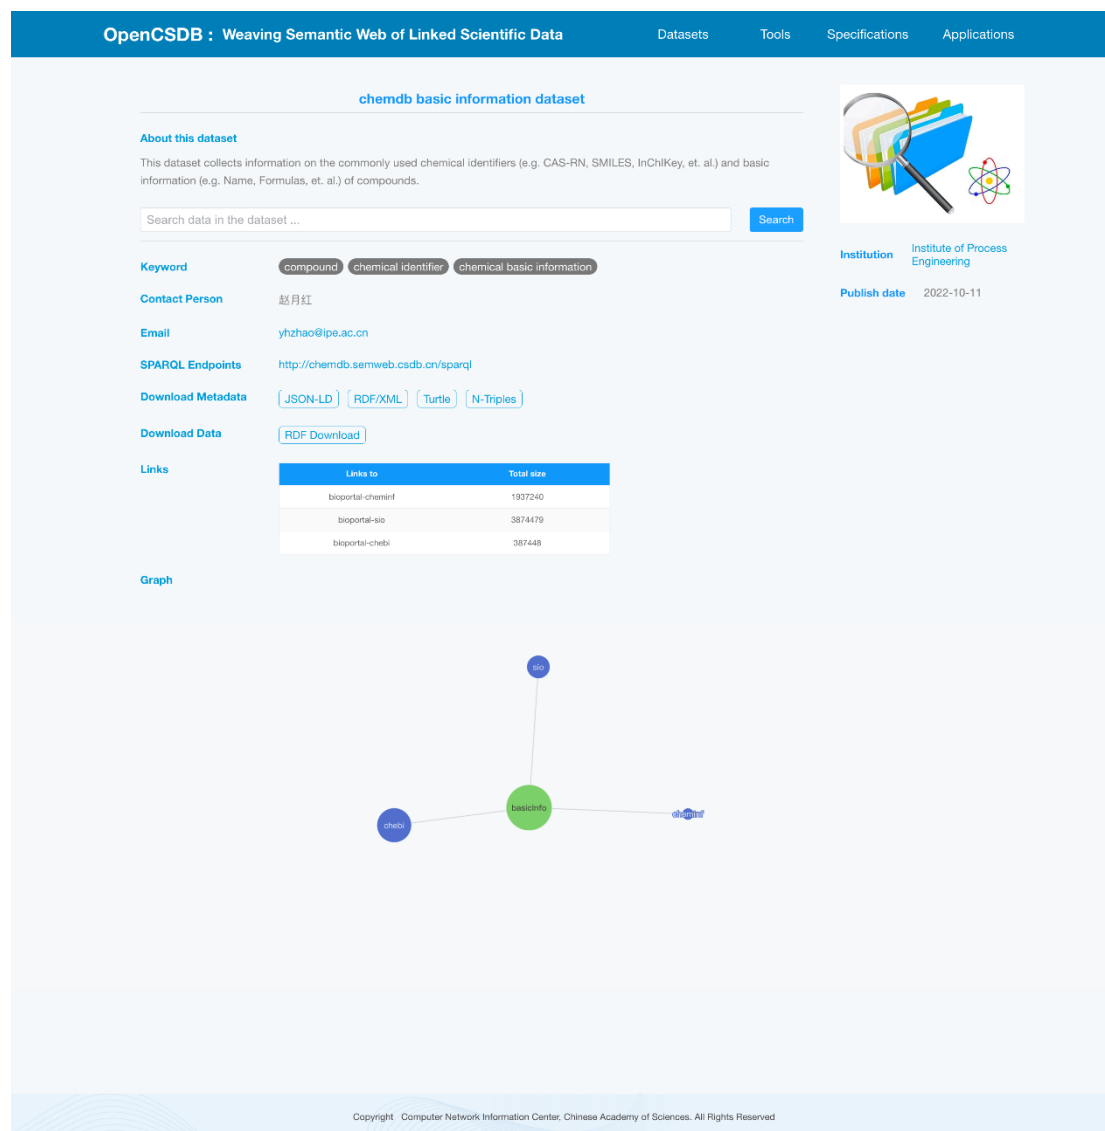 OpenCSDB : Weaving Semantic Web of Linked Scientific Data Datasets Tools Specifications Applications
chemdb basic information dataset
About this dataset
This dataset collects information on the commonly used chemical identifiers (e.g. CAS-RN, SMILES, InChIKey, et. al.) and basic
information (e.g. Name, Formulas, et. al.) of compounds.
Search data in the dataset ... Search
Keyword compound chemical identifier chemical basic information
Contact Person 赵月红
Email yhzhao@ipe.ac.cn
SPARQL Endpoints http://chemdb.semweb.csdb.cn/sparql
Download Metadata JSON-LD RDF/XML Turtle N-Triples
Download Data RDF Download
Links
Links to Total size
bioportal-cheminf 1937240
bioportal-sio 3874479
bioportal-chebi 387448
Graph
sio
basicInfo
cheminf
chebi
Institution Institute of Process
Engineering
Publish date 2022-10-11
Copyright Computer Network Information Center, Chinese Academy of Sciences. All Rights Reserved